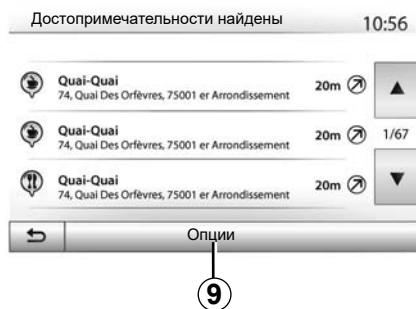 Достопримечательности найдены 10:56
Quai-Quai
74, Quai Des Orfèvres, 75001 er Arrondissement
20m
Quai-Quai
74, Quai Des Orfèvres, 75001 er Arrondissement
20m
1/67
Quai-Quai
74, Quai Des Orfèvres, 75001 er Arrondissement
20m
Опции
9